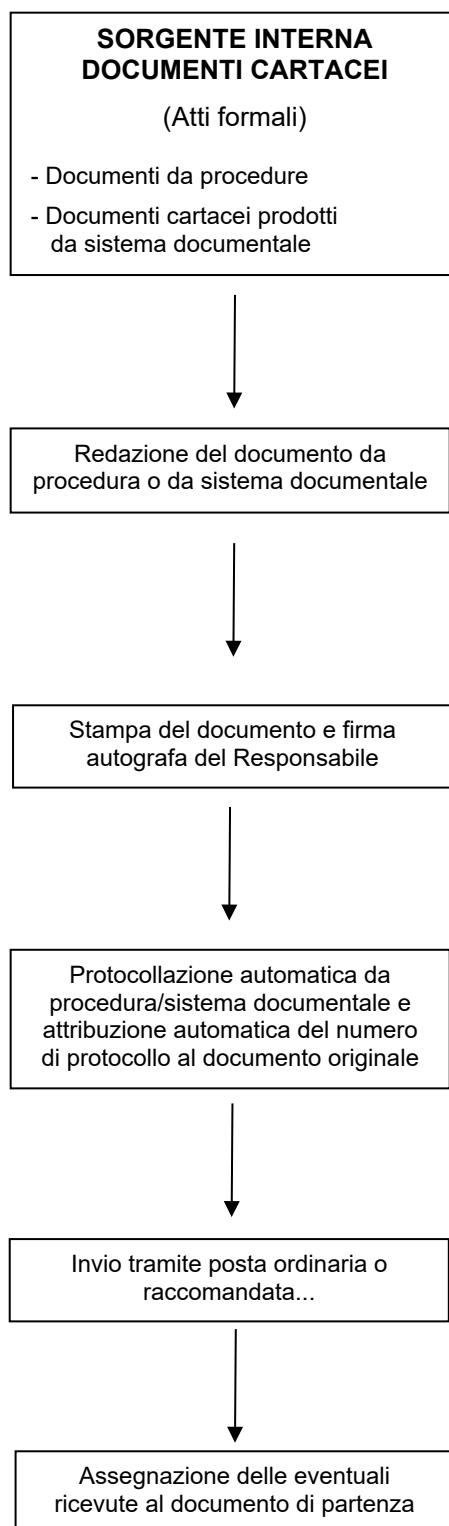 SORGENTE INTERNA
DOCUMENTI CARTACEI
(Atti formali)
- Documenti da procedure
- Documenti cartacei prodotti
da sistema documentale
Redazione del documento da
procedura o da sistema documentale
Stampa del documento e firma
autografa del Responsabile
Protocollazione automatica da
procedura/sistema documentale e
attribuzione automatica del numero
di protocollo al documento originale
Invio tramite posta ordinaria o
raccomandata...
Assegnazione delle eventuali
ricevute al documento di partenza